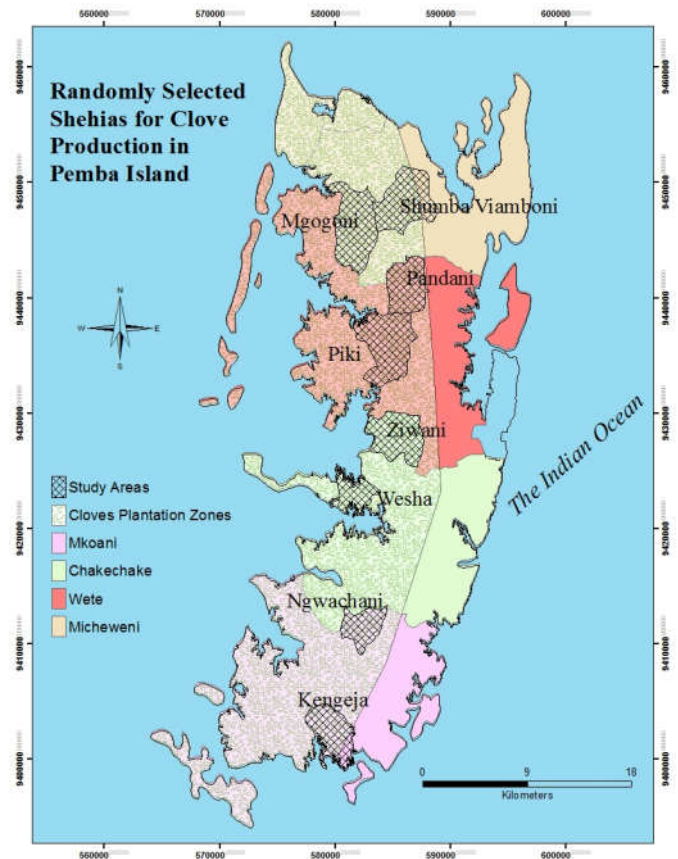 560000 570000 580000 590000 600000
Randomly Selected
Shehias for Clove
Production in
Pemba Island
9460000
9450000
9440000
9430000
9420000
9410000
9400000
Shumba Viamboni
Mgogoni
Pandani
N
W E
S
Piki
Ziwani
The Indian Ocean
Wesha
Ngwachani
Kengeja
Study Areas
Cloves Plantation Zones
Mkoani
Chakechake
Wete
Micheweni
0 9 18
Kilometers
560000 570000 580000 590000 600000